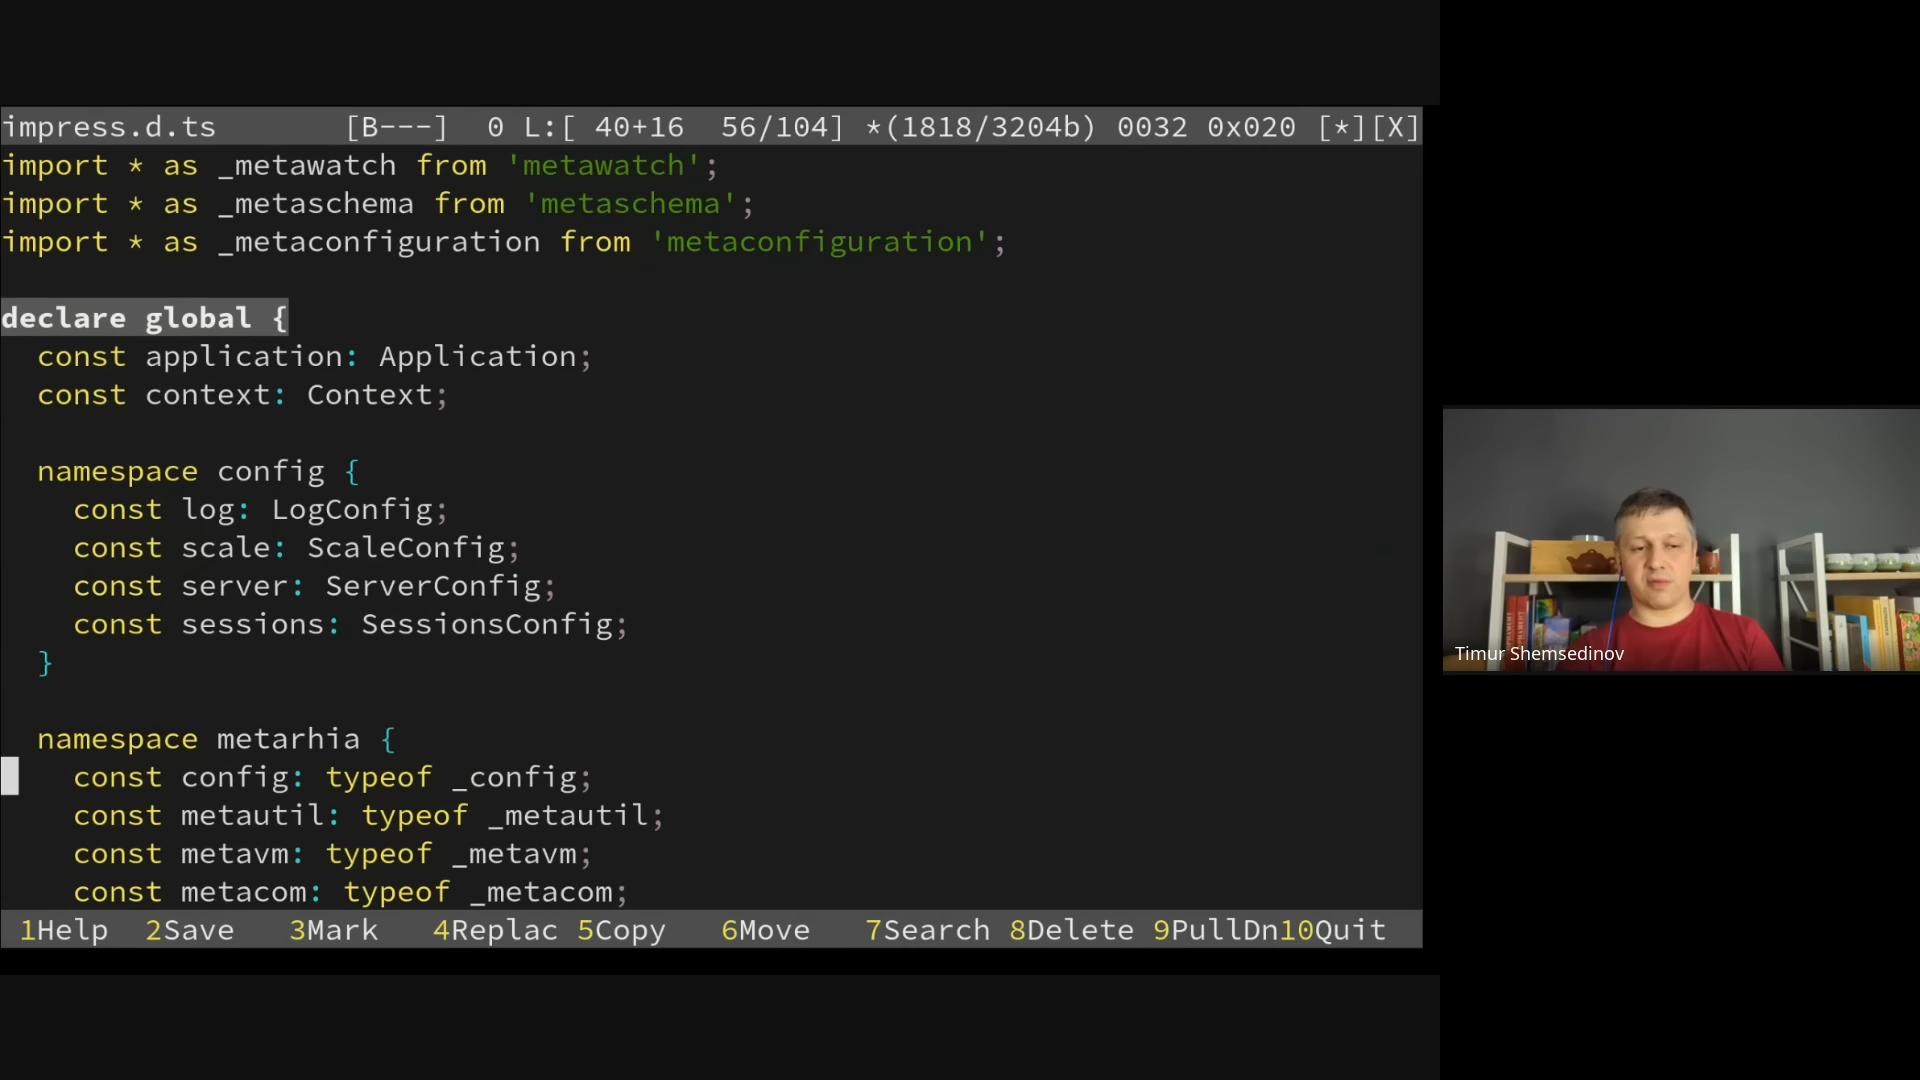 impress.d.ts [B---] 0 L:[ 40+16 56/104] *(1818/3204b) 0032 0x020 [*][X]
import * as _metawatch from 'metawatch';
import * as _metaschema from 'metaschema';
import * as _metaconfiguration from 'metaconfiguration';
declare global {
const application: Application;
const context: Context;
namespace config {
const log: LogConfig;
const scale: ScaleConfig;
const server: ServerConfig;
const sessions: SessionsConfig;
}
namespace metarhia {
const config: typeof _config;
const metautil: typeof _metautil;
const metavm: typeof _metavm;
const metacom: typeof _metacom;
1Help 2Save 3Mark 4Replac 5Copy 6Move 7Search 8Delete 9PullDn10Quit
Timur Shemsedinov